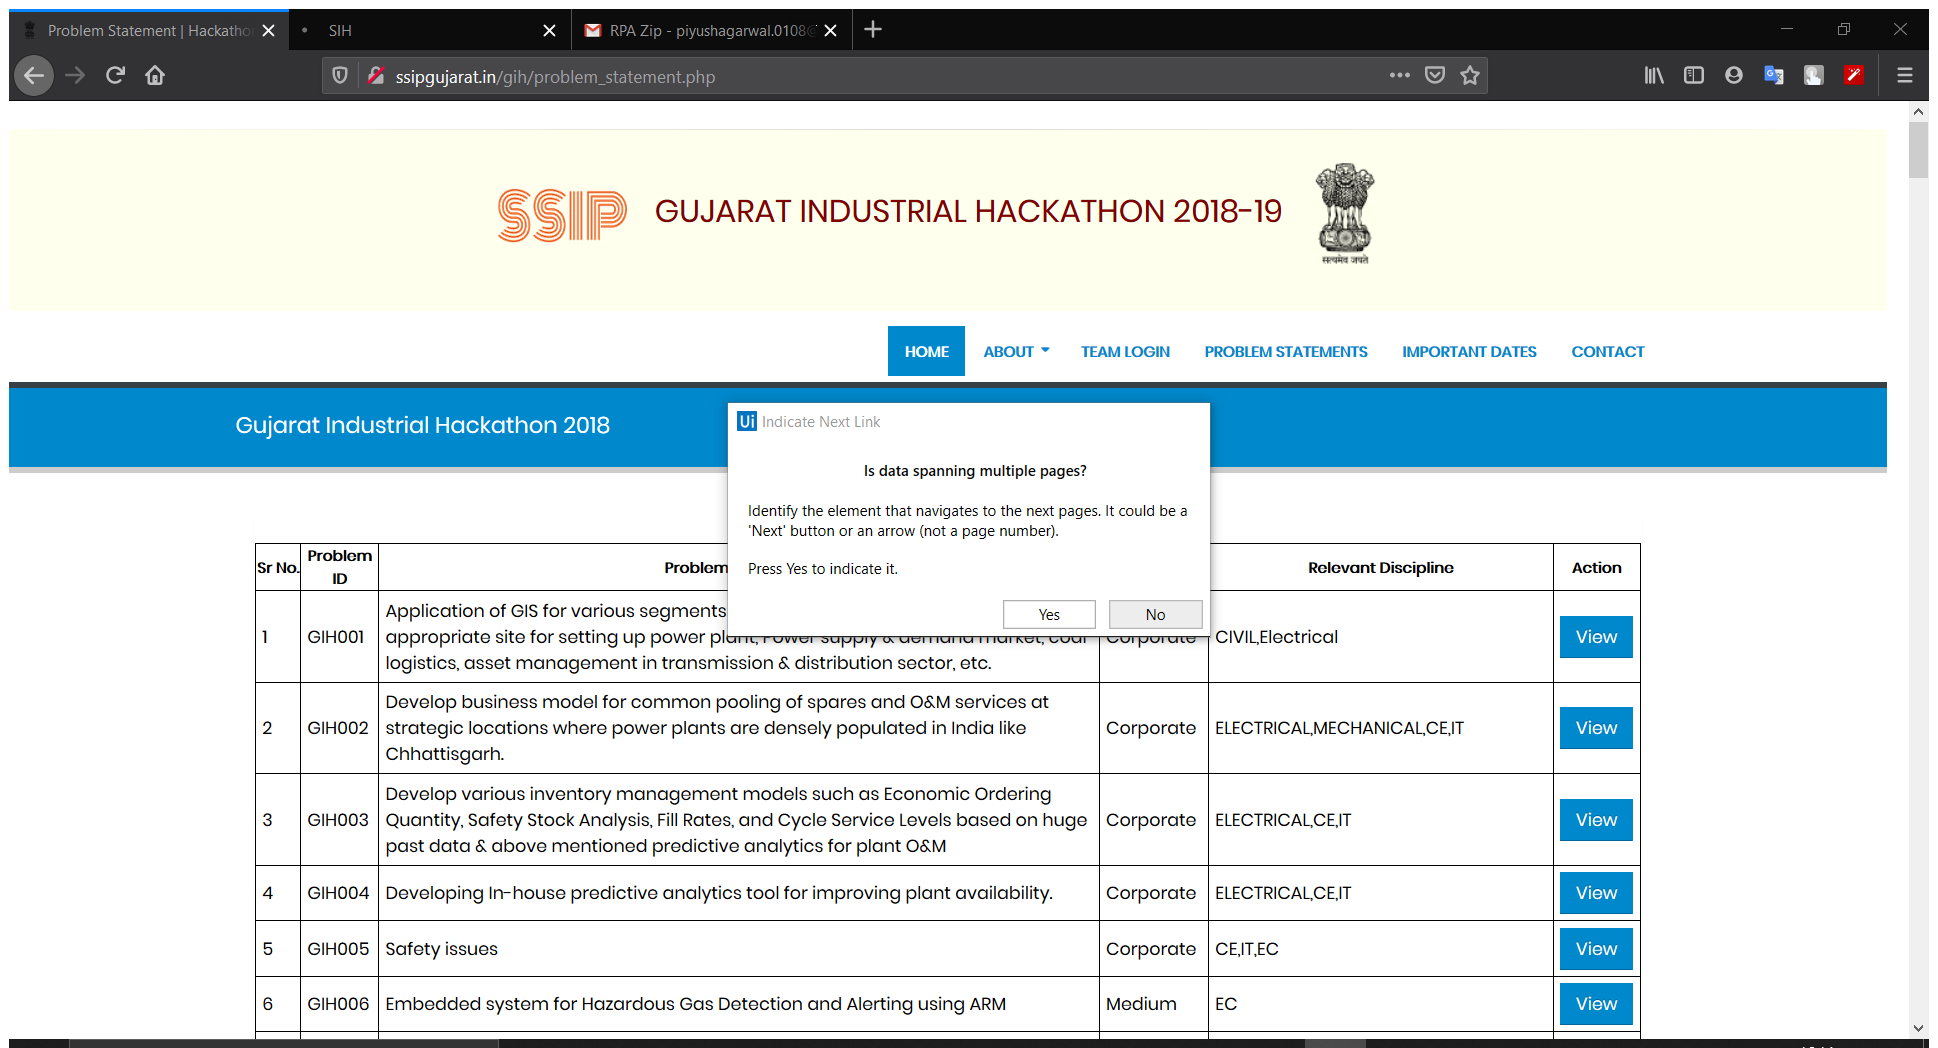 Problem Statement | Hackatho
SIH
RPA Zip - piyushagarwal.0108@
ssipgujarat.in/gih/problem_statement.php
SSIP
GUJARAT INDUSTRIAL HACKATHON 2018-19
सत्यमेव जयते
HOME ABOUT TEAM LOGIN PROBLEM STATEMENTS IMPORTANT DATES CONTACT
Gujarat Industrial Hackathon 2018
Ui Indicate Next Link
Is data spanning multiple pages?
Identify the element that navigates to the next pages. It could be a
'Next' button or an arrow (not a page number).
Press Yes to indicate it.
Yes No
Sr No. Problem ID Problem Relevant Discipline Action
1 GIH001 Application of GIS for various segments
appropriate site for setting up power plant, Power supply & demand market, coal
logistics, asset management in transmission & distribution sector, etc.
Corporate CIVIL,Electrical View
2 GIH002 Develop business model for common pooling of spares and O&M services at
strategic locations where power plants are densely populated in India like
Chhattisgarh.
Corporate ELECTRICAL,MECHANICAL,CE,IT View
3 GIH003 Develop various inventory management models such as Economic Ordering
Quantity, Safety Stock Analysis, Fill Rates, and Cycle Service Levels based on huge
past data & above mentioned predictive analytics for plant O&M
Corporate ELECTRICAL,CE,IT View
4 GIH004 Developing In-house predictive analytics tool for improving plant availability. Corporate ELECTRICAL,CE,IT View
5 GIH005 Safety issues Corporate CE,IT,EC View
6 GIH006 Embedded system for Hazardous Gas Detection and Alerting using ARM Medium EC View